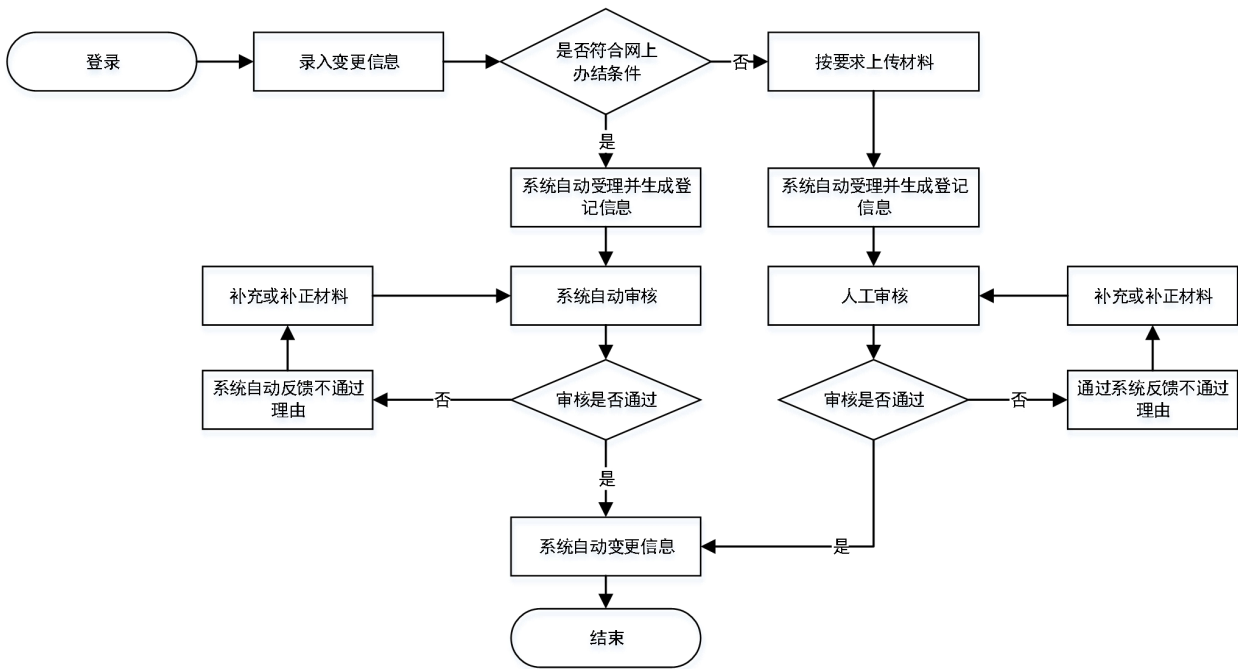 登录
录入变更信息
是否符合网上
办结条件
否
按要求上传材料
是
系统自动受理并生成登
记信息
系统自动受理并生成登记
信息
补充或补正材料
系统自动审核
人工审核
补充或补正材料
系统自动反馈不通过
理由
否
审核是否通过
审核是否通过
否
通过系统反馈不通过
理由
是
系统自动变更信息
是
结束